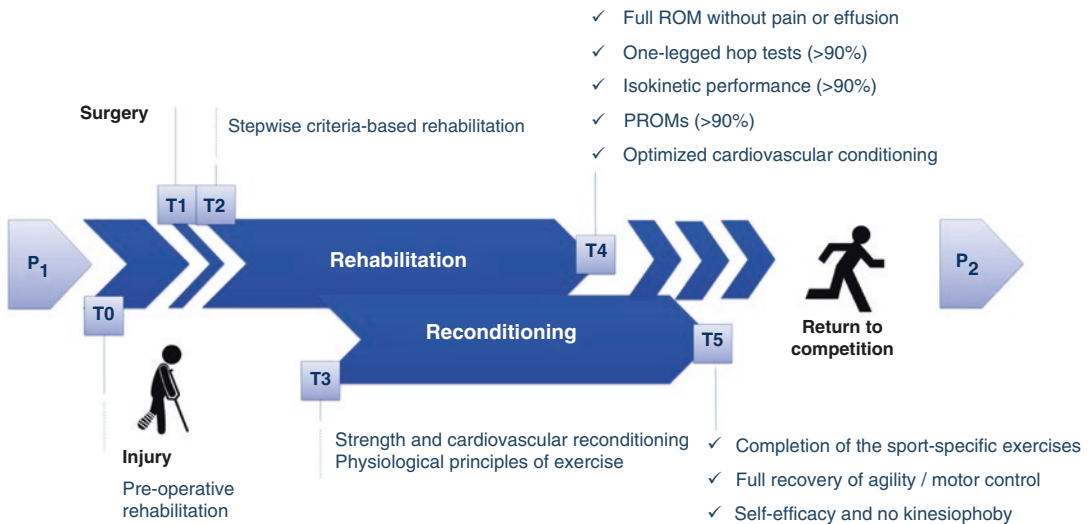 ✓ Full ROM without pain or effusion
✓ One-legged hop tests (>90%)
✓ Isokinetic performance (>90%)
✓ PROMs (>90%)
✓ Optimized cardiovascular conditioning
Surgery
Stepwise criteria-based rehabilitation
T1
T2
P1
Rehabilitation
T4
P2
T0
Reconditioning
T5
Return to
competition
T3
Injury
Pre-operative
rehabilitation
Strength and cardiovascular reconditioning
Physiological principles of exercise
✓ Completion of the sport-specific exercises
✓ Full recovery of agility / motor control
✓ Self-efficacy and no kinesiophoby